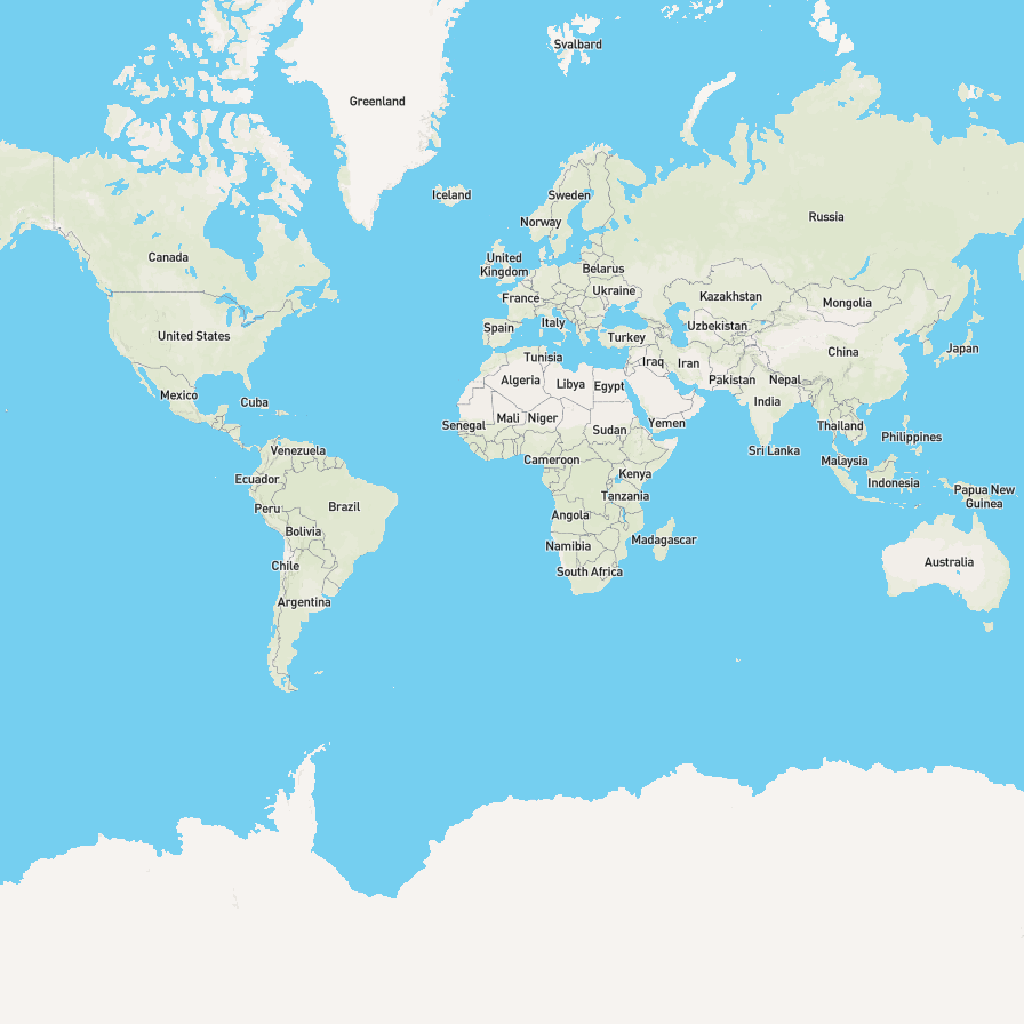 Svalbard
Greenland
Iceland
Sweden
Norway
Russia
Canada
United
Kingdom
Belarus
Ukraine
Kazakhstan
Mongolia
France
Italy
Spain
Uzbekistan
United States
Turkey
Japan
China
Tunisia
Iraq
Iran
Algeria
Libya
Egypt
Pakistan
Nepal
Mexico
Cuba
India
Mali
Niger
Senegal
Sudan
Yemen
Thailand
Philippines
Venezuela
Sri Lanka
Cameroon
Malaysia
Ecuador
Kenya
Indonesia
Papua New
Guinea
Tanzania
Peru
Brazil
Angola
Bolivia
Madagascar
Namibia
Australia
Chile
South Africa
Argentina